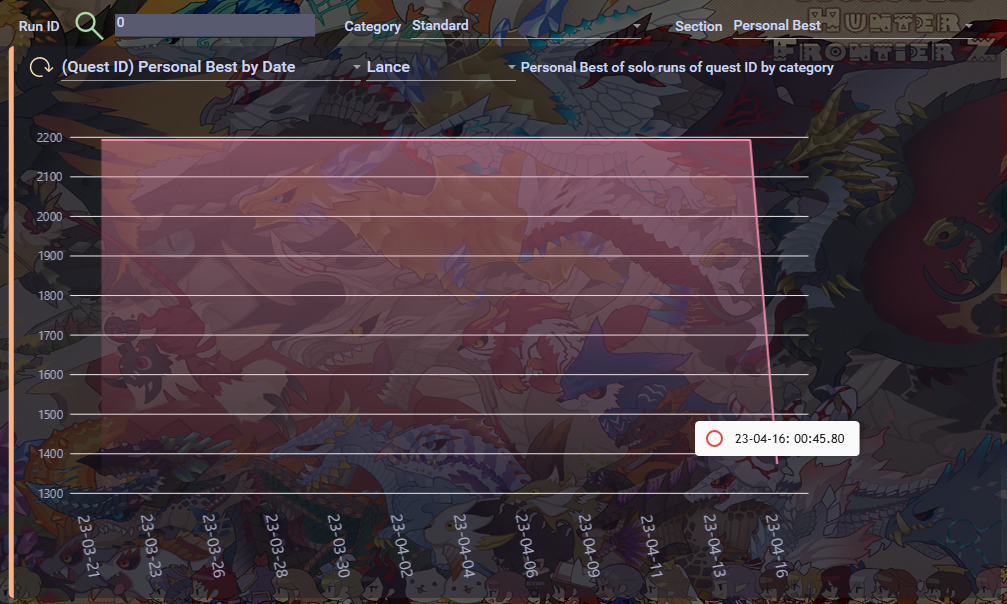 Run ID 0 Category Standard Section Personal Best
HUNTER
FRONTIER Z
(Quest ID) Personal Best by Date Lance Personal Best of solo runs of quest ID by category
2200
2100
2000
1900
1800
1700
1600
1500
1400
1300
23-04-16: 00:45.80
23-03-21 23-03-23 23-03-26 23-03-28 23-03-30 23-04-02 23-04-04 23-04-06 23-04-09 23-04-11 23-04-13 23-04-16